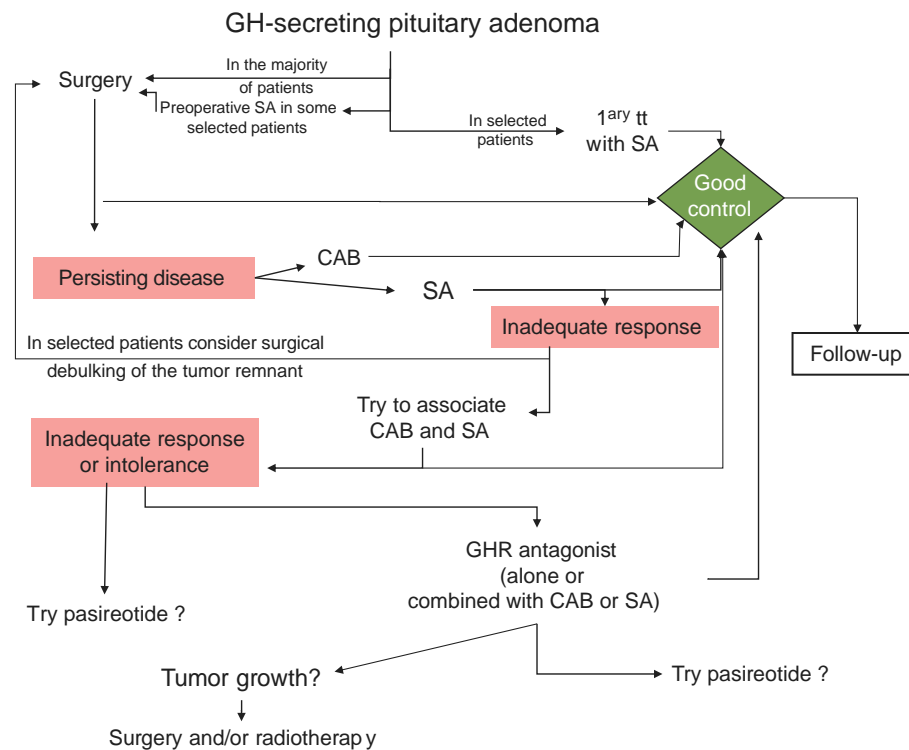 GH-secreting pituitary adenoma
In the majority
of patients
Surgery
Preoperative SA in some
selected patients
In selected
patients
1ary tt
with SA
Good
control
CAB
Persisting disease
SA
Inadequate response
In selected patients consider surgical
debulking of the tumor remnant
Follow-up
Try to associate
CAB and SA
Inadequate response
or intolerance
GHR antagonist
(alone or
combined with CAB or SA)
Try pasireotide ?
Tumor growth?
Try pasireotide ?
Surgery and/or radiotherapy